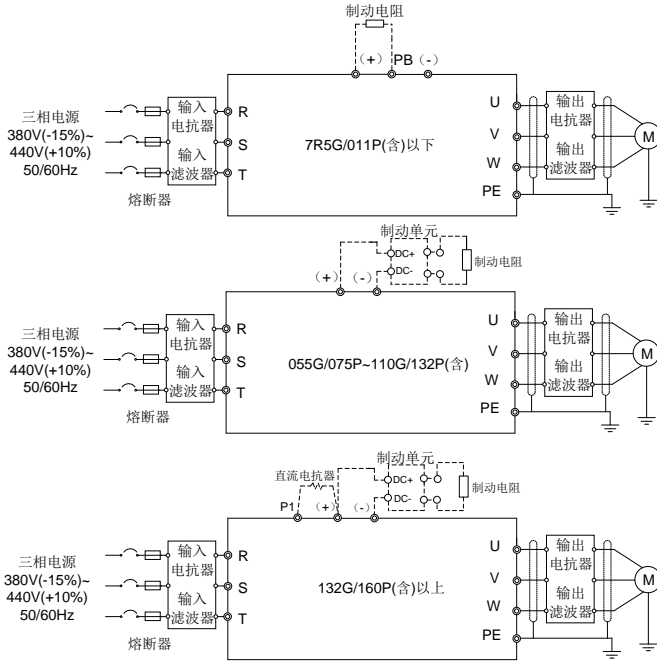 制动电阻
(+) PB (-)
三相电源
380V(-15%)~
440V(+10%)
50/60Hz
熔断器
输入
电抗器
输入
滤波器
R
S
T
7R5G/011P(含)以下
U
V
W
PE
输出
电抗器
输出
滤波器
M
制动单元
DC+
DC-
制动电阻
(+) (-)
三相电源
380V(-15%)~
440V(+10%)
50/60Hz
熔断器
输入
电抗器
输入
滤波器
R
S
T
055G/075P~110G/132P(含)
U
V
W
PE
输出
电抗器
输出
滤波器
M
制动单元
直流电抗器
DC+
DC-
制动电阻
P1 (+) (-)
三相电源
380V(-15%)~
440V(+10%)
50/60Hz
熔断器
输入
电抗器
输入
滤波器
R
S
T
132G/160P(含)以上
U
V
W
PE
输出
电抗器
输出
滤波器
M